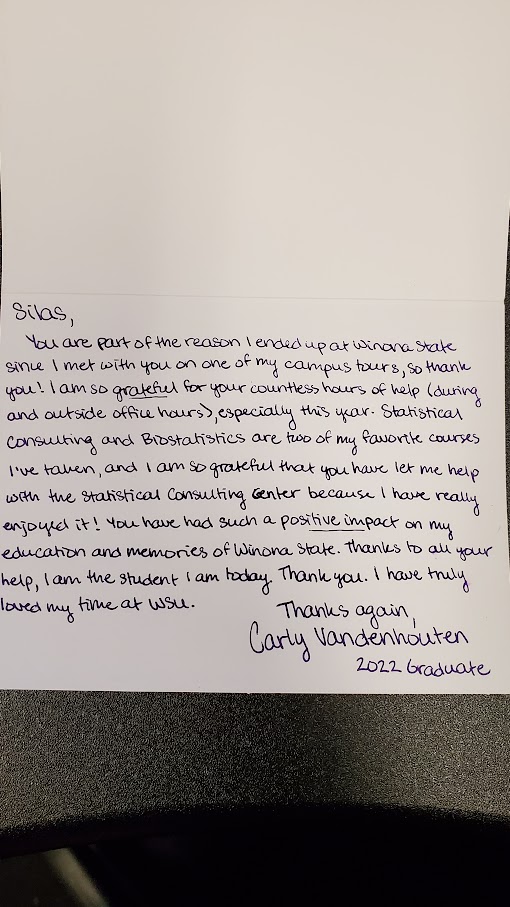 Silas,
You are part of the reason I ended up at Winona State
since I met with you on one of my campus tours, so thank
you! I am so grateful for your countless hours of help (during
and outside office hours), especially this year. Statistical
Consulting and Biostatistics are two of my favorite courses
I've taken, and I am so grateful that you have let me help
with the Statistical Consulting Center because I have really
enjoyed it! You have had such a positive impact on my
education and memories of Winona State. Thanks to all your
help, I am the student I am today. Thank you. I have truly
loved my time at WSU.
Thanks again,
Carly Vandenhouten
2022 Graduate